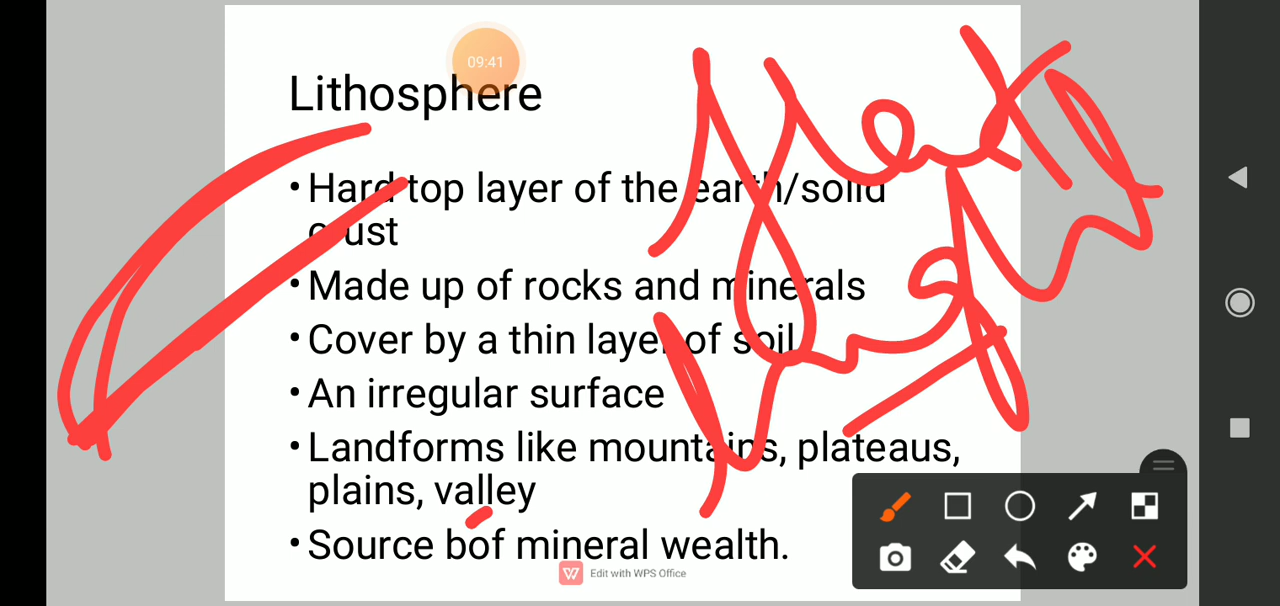 09:41
Lithosphere
• Hard top layer of the earth/solid
crust
• Made up of rocks and minerals
• Cover by a thin layer of soil
• An irregular surface
• Landforms like mountains, plateaus,
plains, valley
• Source bof mineral wealth.
Edit with WPS Office